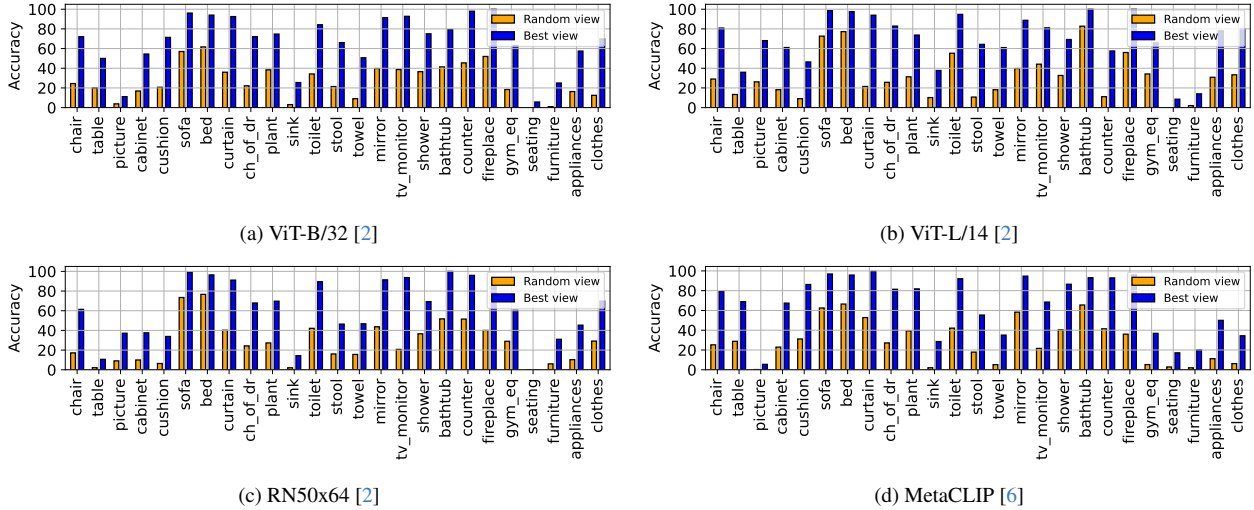 100
80
60
40
20
0
Accuracy
Random view
Best view
chair
table
picture
cabinet
cushion
sofa
bed
curtain
ch_of_dr
plant
sink
toilet
stool
towel
mirror
tv_monitor
shower
bathtub
counter
fireplace
gym_eq
seating
furniture
appliances
clothes
(a) ViT-B/32 [2]
100
80
60
40
20
0
Accuracy
Random view
Best view
chair
table
picture
cabinet
cushion
sofa
bed
curtain
ch_of_dr
plant
sink
toilet
stool
towel
mirror
tv_monitor
shower
bathtub
counter
fireplace
gym_eq
seating
furniture
appliances
clothes
(b) ViT-L/14 [2]
100
80
60
40
20
0
Accuracy
Random view
Best view
chair
table
picture
cabinet
cushion
sofa
bed
curtain
ch_of_dr
plant
sink
toilet
stool
towel
mirror
tv_monitor
shower
bathtub
counter
fireplace
gym_eq
seating
furniture
appliances
clothes
(c) RN50x64 [2]
100
80
60
40
20
0
Accuracy
Random view
Best view
chair
table
picture
cabinet
cushion
sofa
bed
curtain
ch_of_dr
plant
sink
toilet
stool
towel
mirror
tv_monitor
shower
bathtub
counter
fireplace
gym_eq
seating
furniture
appliances
clothes
(d) MetaCLIP [6]